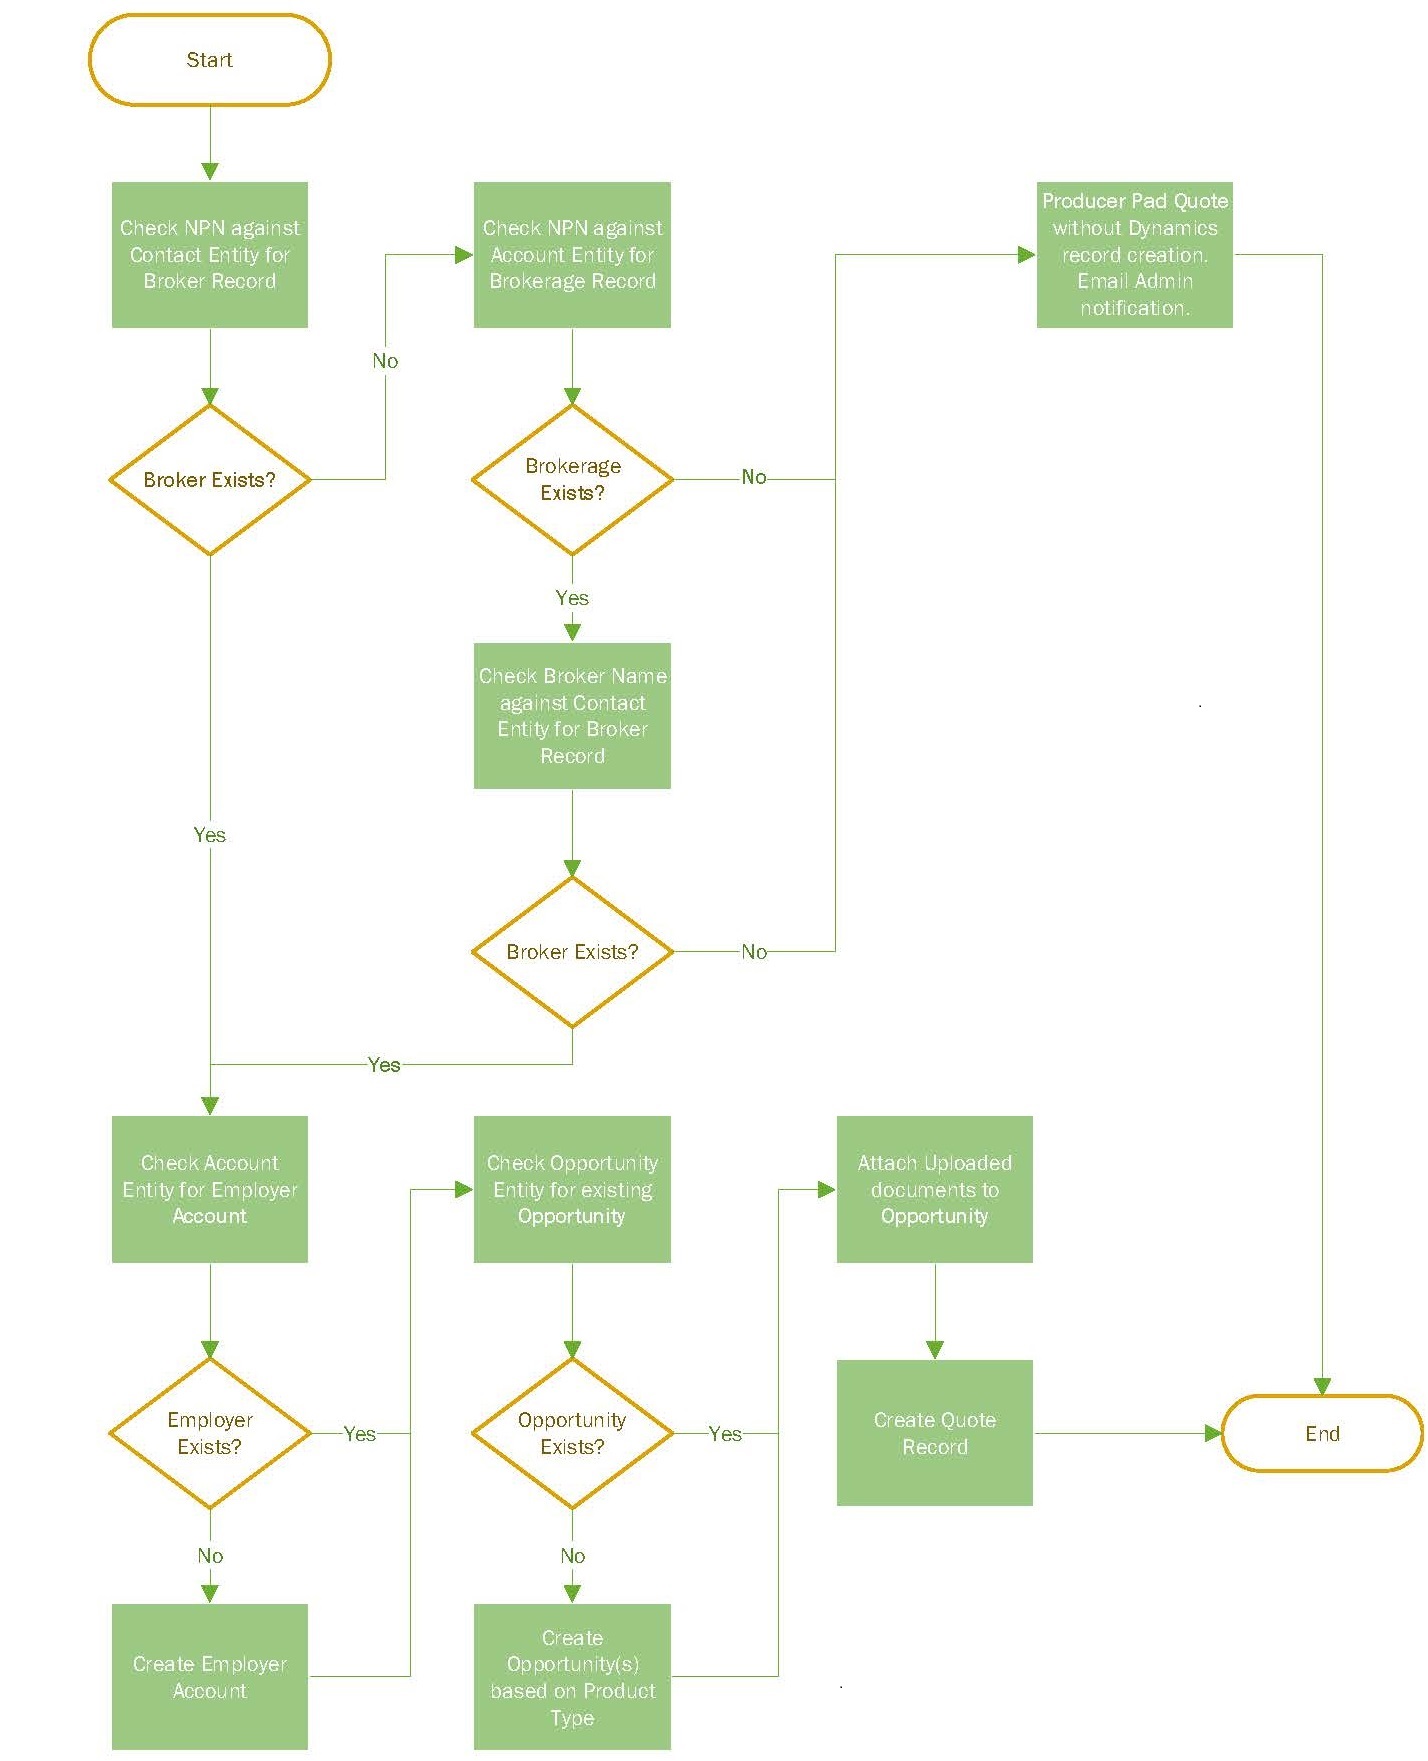 Start
Check NPN against
Contact Entity for
Broker Record
Check NPN against
Account Entity for
Brokerage Record
Producer Pad Quote
without Dynamics
record creation.
Email Admin
notification.
No
Broker Exists?
Brokerage
Exists?
No
Yes
Check Broker Name
against Contact
Entity for Broker
Record
Yes
Broker Exists?
No
Yes
Check Account
Entity for Employer
Account
Check Opportunity
Entity for existing
Opportunity
Attach Uploaded
documents to
Opportunity
Employer
Exists?
Yes
Opportunity
Exists?
Yes
Create Quote
Record
End
No
No
Create Employer
Account
Create
Opportunity(s)
based on Product
Type